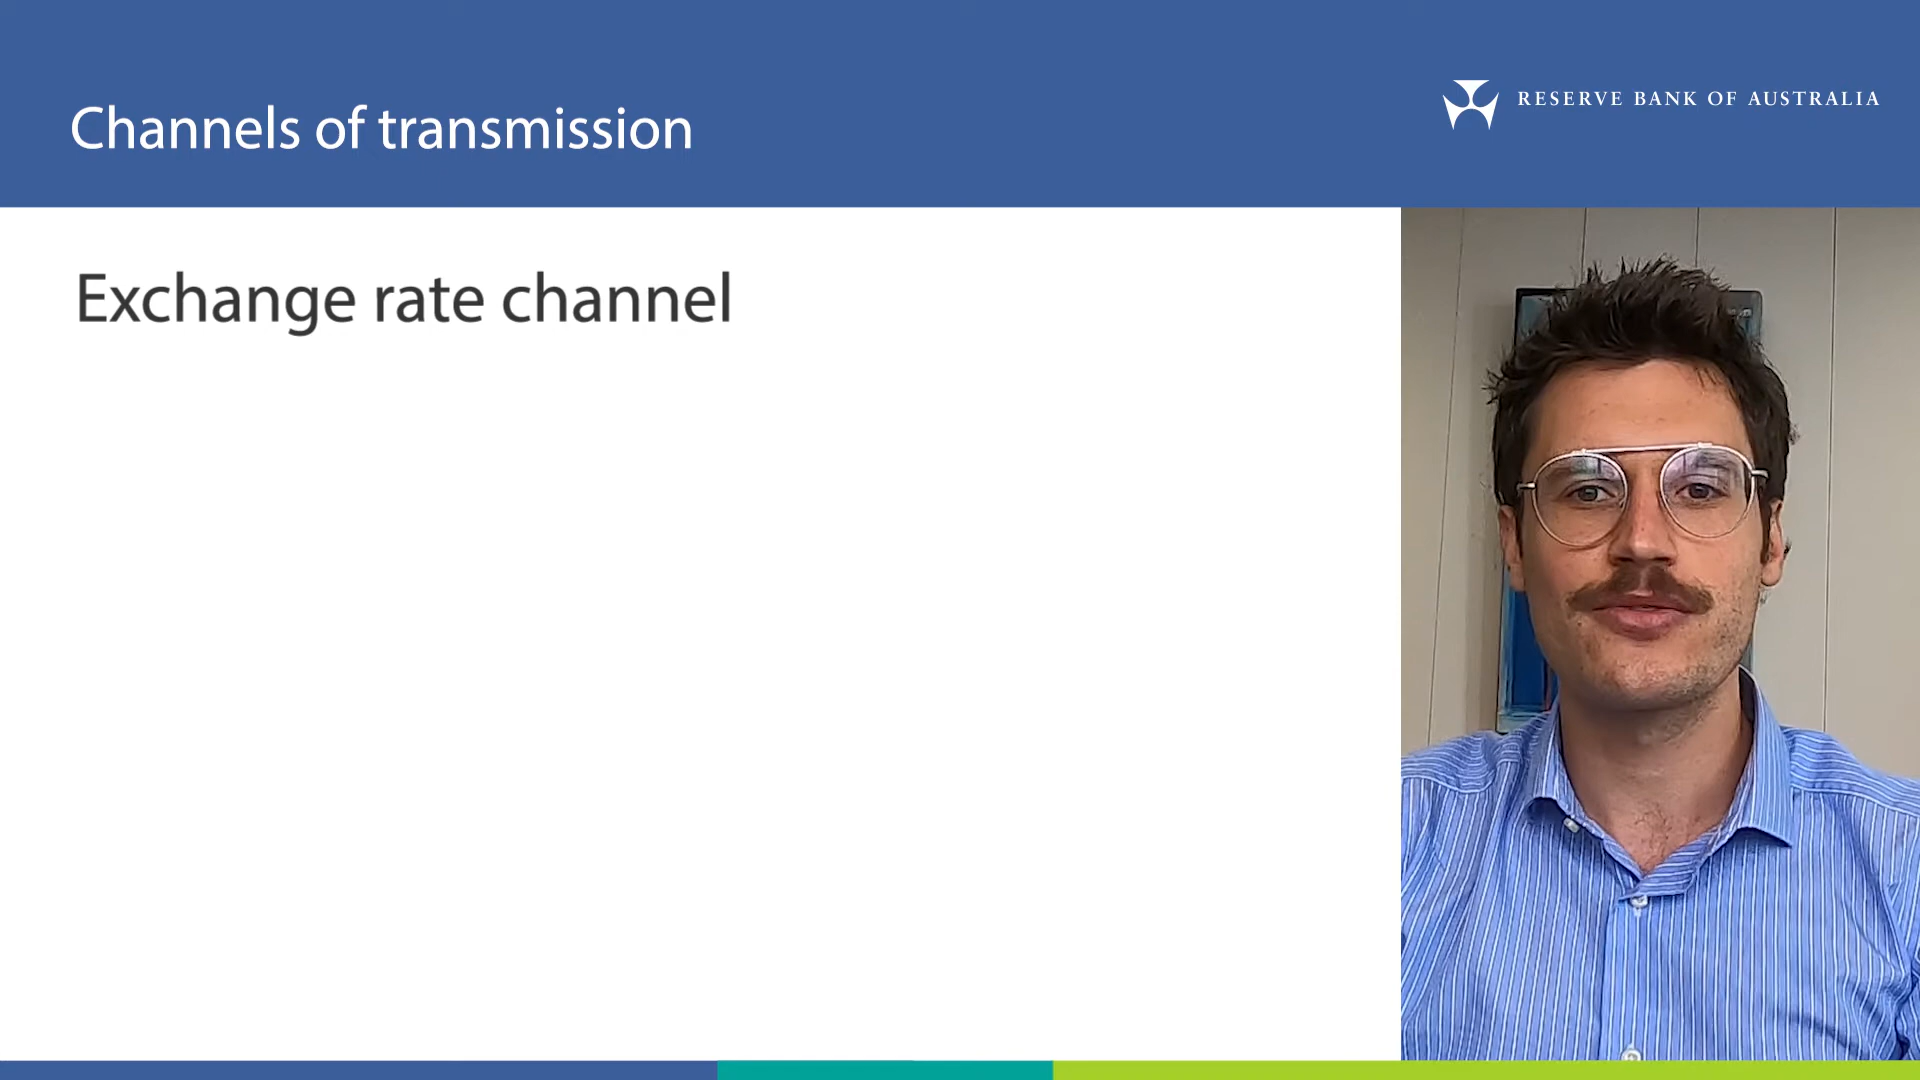 Channels of transmission
RESERVE BANK OF AUSTRALIA
Exchange rate channel